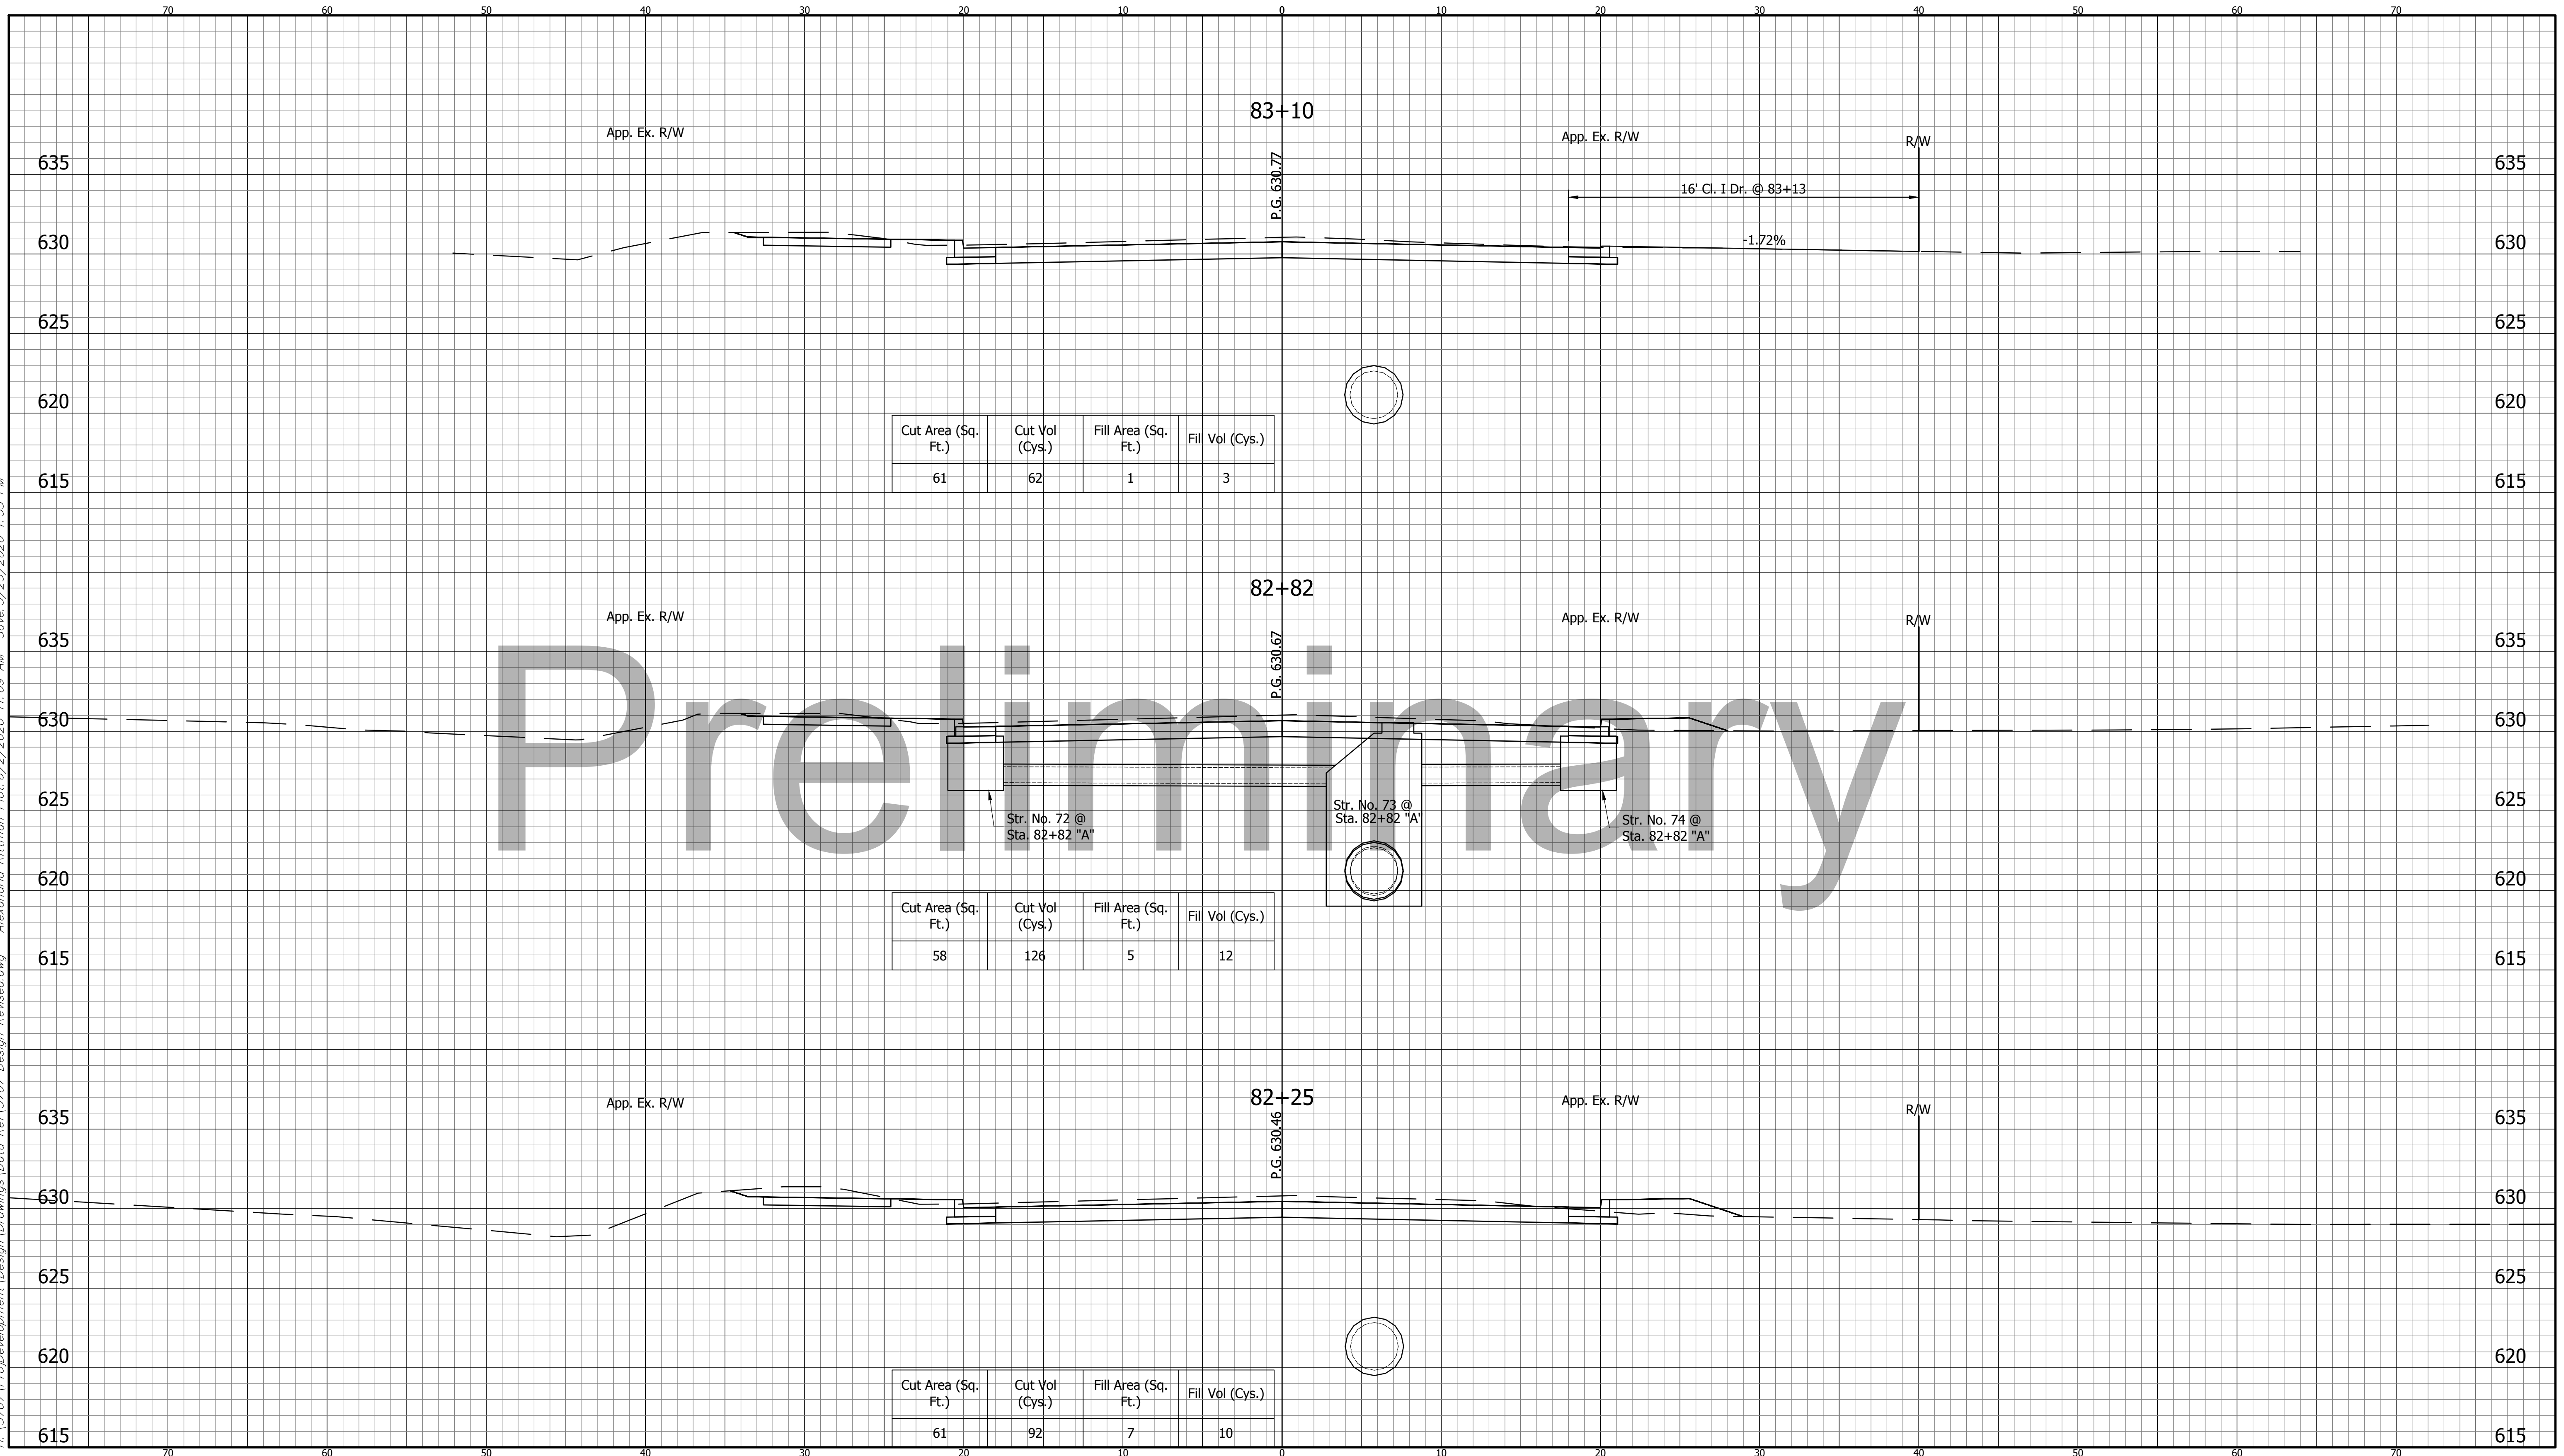 70 60 50 40 30 20 10 0 10 20 30 40 50 60 70
83+10
App. Ex. R/W
App. Ex. R/W
R/W
P.G. 630.77
635 635
16' Cl. I Dr. @ 83+13
630 630
-1.72%
625 625
620 620
Cut Area (Sq. Ft.) Cut Vol (Cys.) Fill Area (Sq. Ft.) Fill Vol (Cys.)
61 62 1 3
615 615
82+82
App. Ex. R/W
App. Ex. R/W
R/W
P.G. 630.67
635 635
Preliminary
630 630
625 625
Str. No. 72 @
Sta. 82+82 "A"
Str. No. 73 @
Sta. 82+82 "A"
Str. No. 74 @
Sta. 82+82 "A"
620 620
Cut Area (Sq. Ft.) Cut Vol (Cys.) Fill Area (Sq. Ft.) Fill Vol (Cys.)
58 126 5 12
615 615
82+25
App. Ex. R/W
App. Ex. R/W
R/W
P.G. 630.46
635 635
630 630
625 625
620 620
Cut Area (Sq. Ft.) Cut Vol (Cys.) Fill Area (Sq. Ft.) Fill Vol (Cys.)
61 92 7 10
615 615
70 60 50 40 30 20 10 0 10 20 30 40 50 60 70